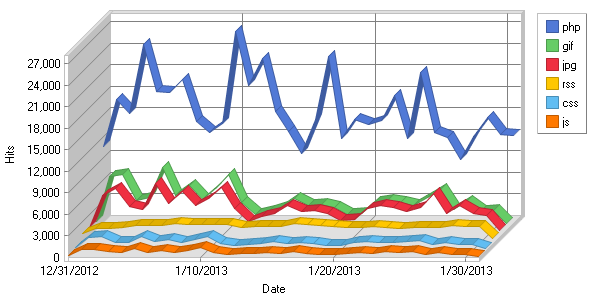 Hits
27,000
24,000
21,000
18,000
15,000
12,000
9,000
6,000
3,000
0
12/31/2012 1/10/2013 1/20/2013 1/30/2013
Date
php
gif
jpg
rss
css
js